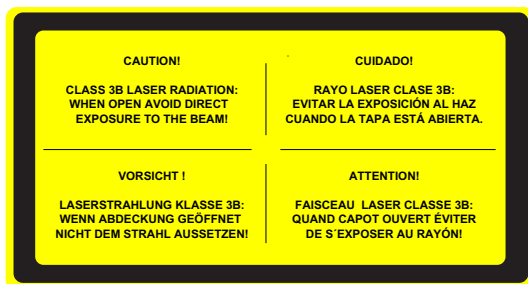 CAUTION!
CLASS 3B LASER RADIATION:
WHEN OPEN AVOID DIRECT
EXPOSURE TO THE BEAM!
CUIDADO!
RAYO LASER CLASE 3B:
EVITAR LA EXPOSICIÓN AL HAZ
CUANDO LA TAPA ESTÁ ABIERTA.
VORSICHT !
LASERSTRAHLUNG KLASSE 3B:
WENN ABDECKUNG GEÖFFNET
NICHT DEM STRAHL AUSSETZEN!
ATTENTION!
FAISCEAU LASER CLASSE 3B:
QUAND CAPOT OUVERT ÉVITER
DE S´EXPOSER AU RAYÓN!